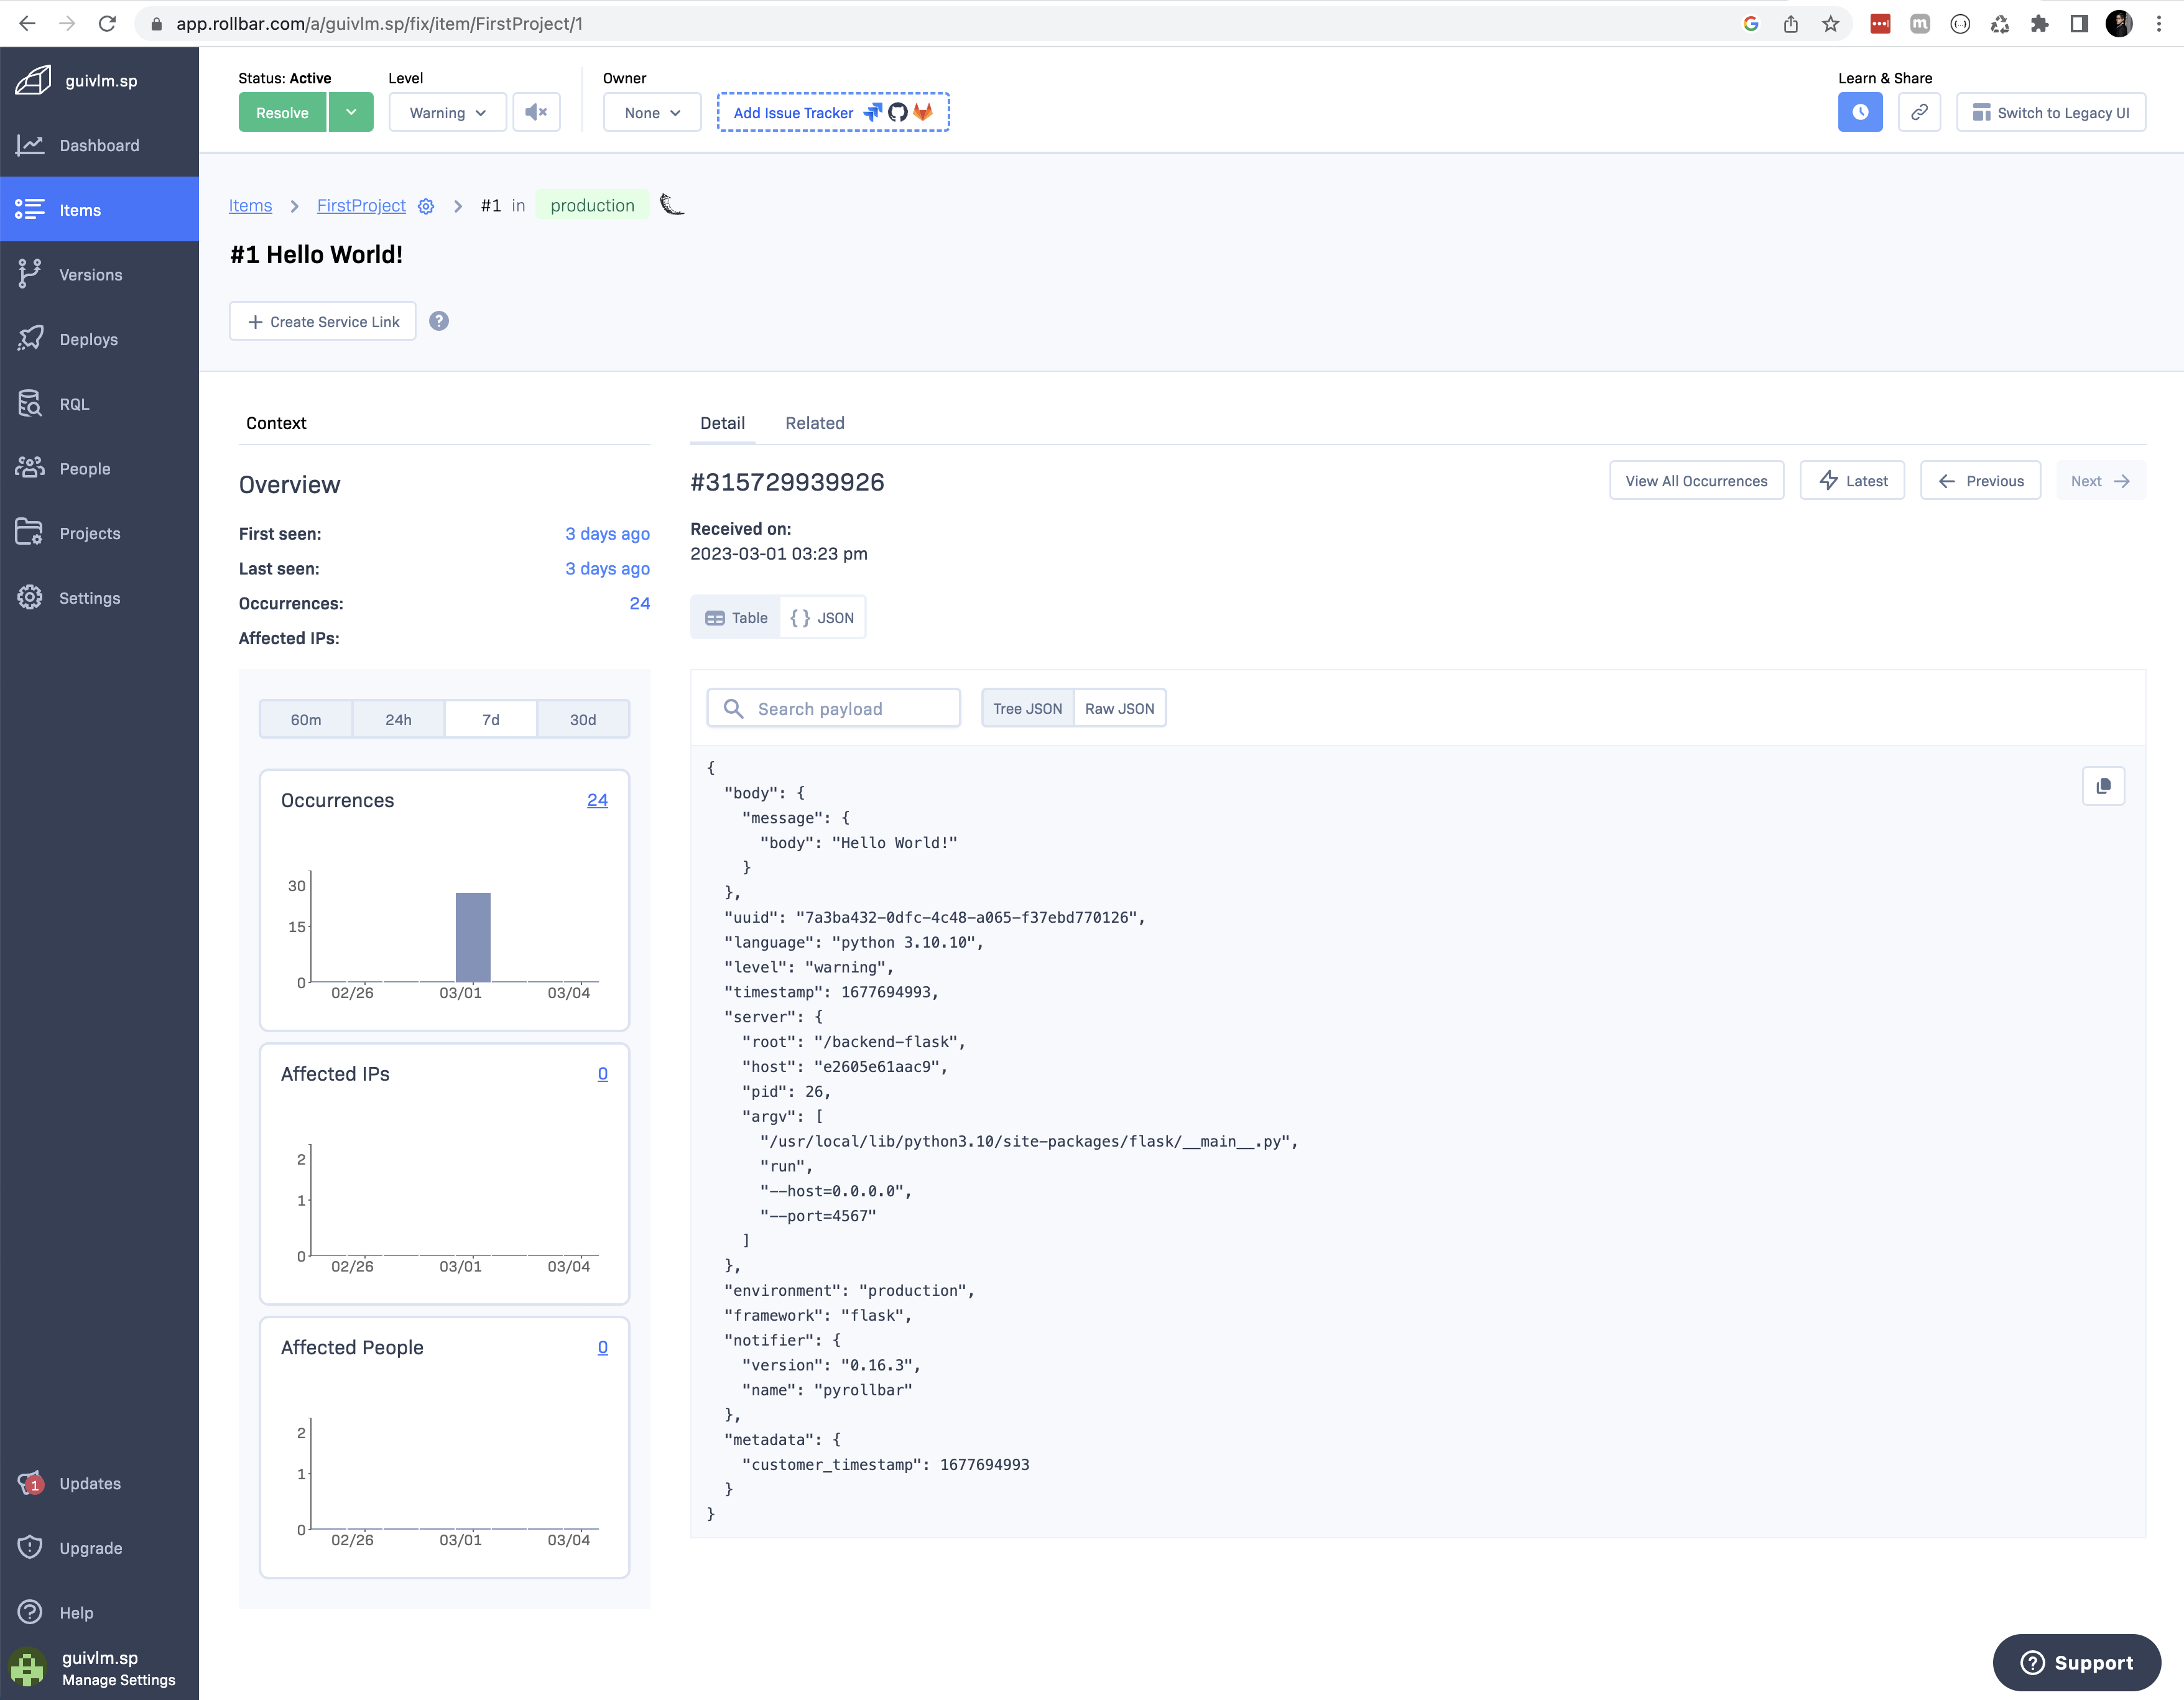 app.rollbar.com/a/guivlm.sp/fix/item/FirstProject/1
guivlm.sp
Dashboard
Items
Versions
Deploys
RQL
People
Projects
Settings
1
Updates
Upgrade
Help
guivlm.sp
Manage Settings
Status: Active
Resolve
Level
Warning
Owner
None
Add Issue Tracker
Learn & Share
Switch to Legacy UI
Items > FirstProject > #1 in production
#1 Hello World!
+ Create Service Link ?
Context
Overview
First seen: 3 days ago
Last seen: 3 days ago
Occurrences: 24
Affected IPs:
60m 24h 7d 30d
Occurrences 24
30
15
0
02/26 03/01 03/04
Affected IPs 0
2
1
0
02/26 03/01 03/04
Affected People 0
2
1
0
02/26 03/01 03/04
Detail Related
#315729939926
View All Occurrences Latest ← Previous Next →
Received on:
2023-03-01 03:23 pm
Table {} JSON
Search payload Tree JSON Raw JSON
{
"body": {
"message": {
"body": "Hello World!"
}
},
"uuid": "7a3ba432-0dfc-4c48-a065-f37ebd770126",
"language": "python 3.10.10",
"level": "warning",
"timestamp": 1677694993,
"server": {
"root": "/backend-flask",
"host": "e2605e61aac9",
"pid": 26,
"argv": [
"/usr/local/lib/python3.10/site-packages/flask/__main__.py",
"run",
"--host=0.0.0.0",
"--port=4567"
]
},
"environment": "production",
"framework": "flask",
"notifier": {
"version": "0.16.3",
"name": "pyrollbar"
},
"metadata": {
"customer_timestamp": 1677694993
}
}
? Support